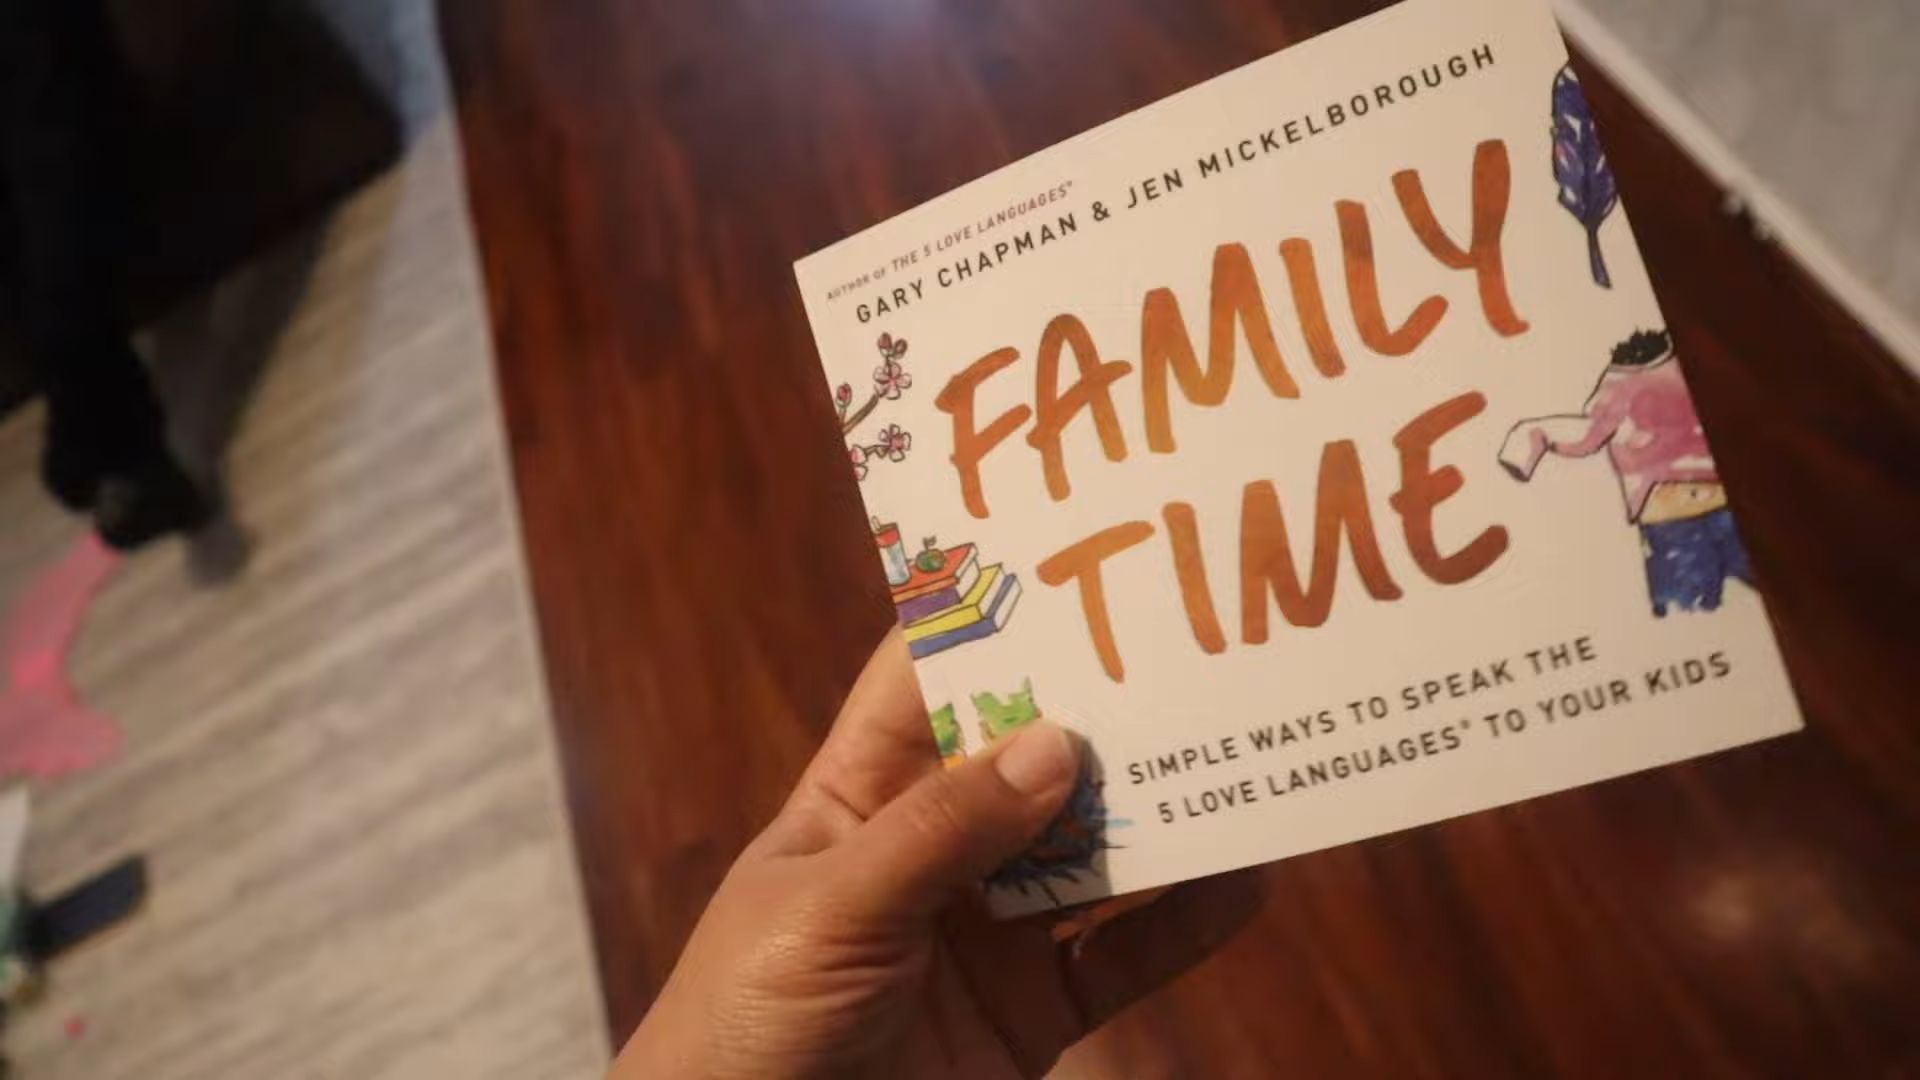 AUTHOR OF THE 5 LOVE LANGUAGES®
GARY CHAPMAN & JEN MICKELBOROUGH
FAMILY
TIME
SIMPLE WAYS TO SPEAK THE
5 LOVE LANGUAGES® TO YOUR KIDS